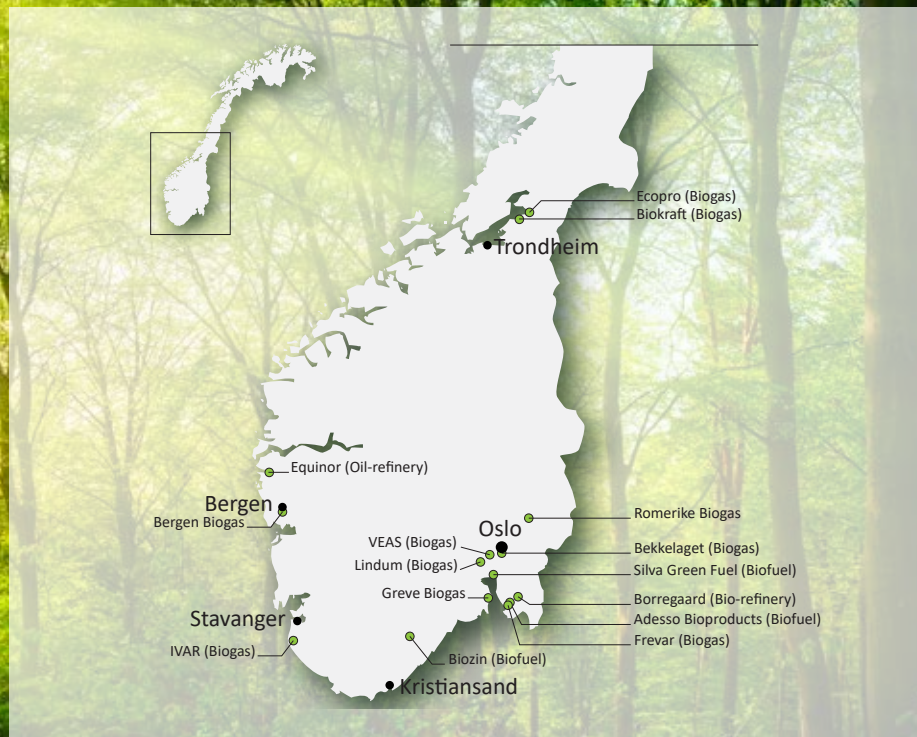 Ecopro (Biogas)
Biokraft (Biogas)
Trondheim
Equinor (Oil-refinery)
Bergen
Bergen Biogas
Romerike Biogas
Oslo
VEAS (Biogas)
Bekkelaget (Biogas)
Lindum (Biogas)
Silva Green Fuel (Biofuel)
Greve Biogas
Borregaard (Bio-refinery)
Adesso Bioproducts (Biofuel)
Stavanger
Frevar (Biogas)
IVAR (Biogas)
Biozin (Biofuel)
Kristiansand